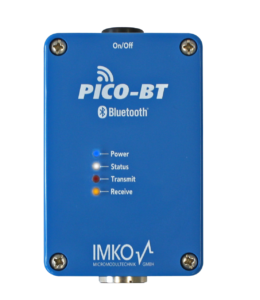 On/Off
PICO-BT
Bluetooth
Power
Status
Transmit
Receive
IMKO
MICROMODULTECHNIK GMBH